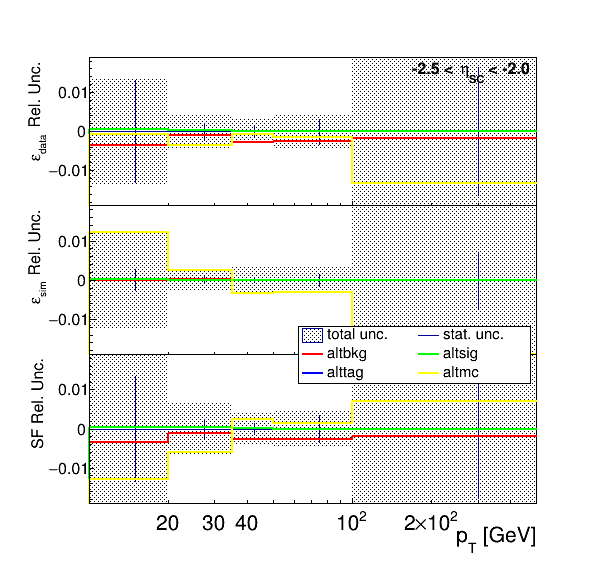 -2.5 < η_SC < -2.0
ε_data Rel. Unc.
0.01
0
−0.01
ε_sim Rel. Unc.
0.01
0
−0.01
total unc. stat. unc.
altbkg altsig
alttag altmc
SF Rel. Unc.
0.01
0
−0.01
20 30 40 10² 2×10²
p_T [GeV]